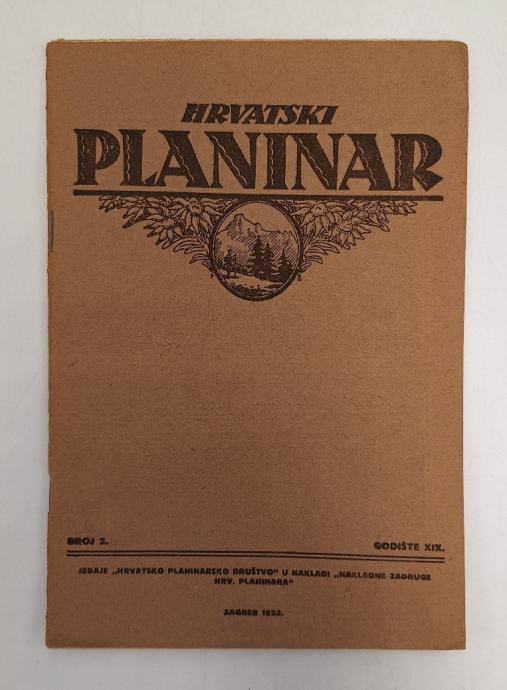 HRVATSKI
PLANINAR
BROJ 2.
GODIŠTE XIX.
IZDAJE „HRVATSKO PLANINARSKO DRUŠTVO“ U NAKLADI „NAKLADNE ZADRUGE
HRV. PLANINARA“
ZAGREB 1923.